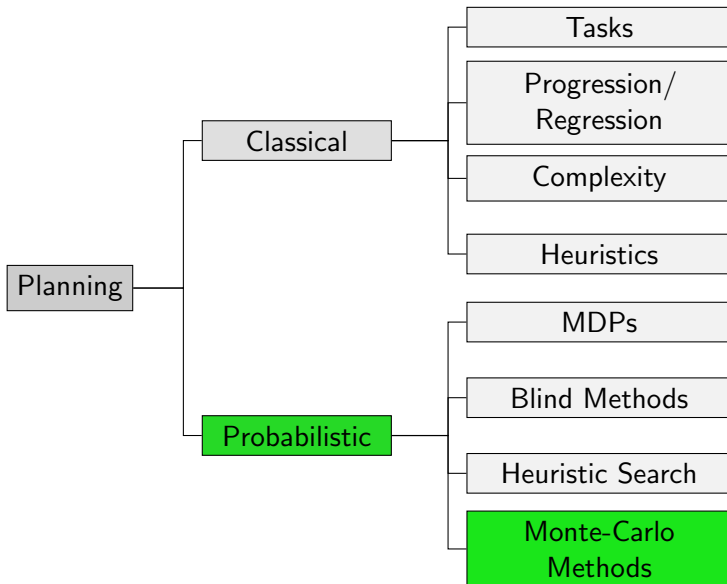 Tasks
Progression/
Regression
Classical
Complexity
Heuristics
Planning
MDPs
Blind Methods
Probabilistic
Heuristic Search
Monte-Carlo
Methods